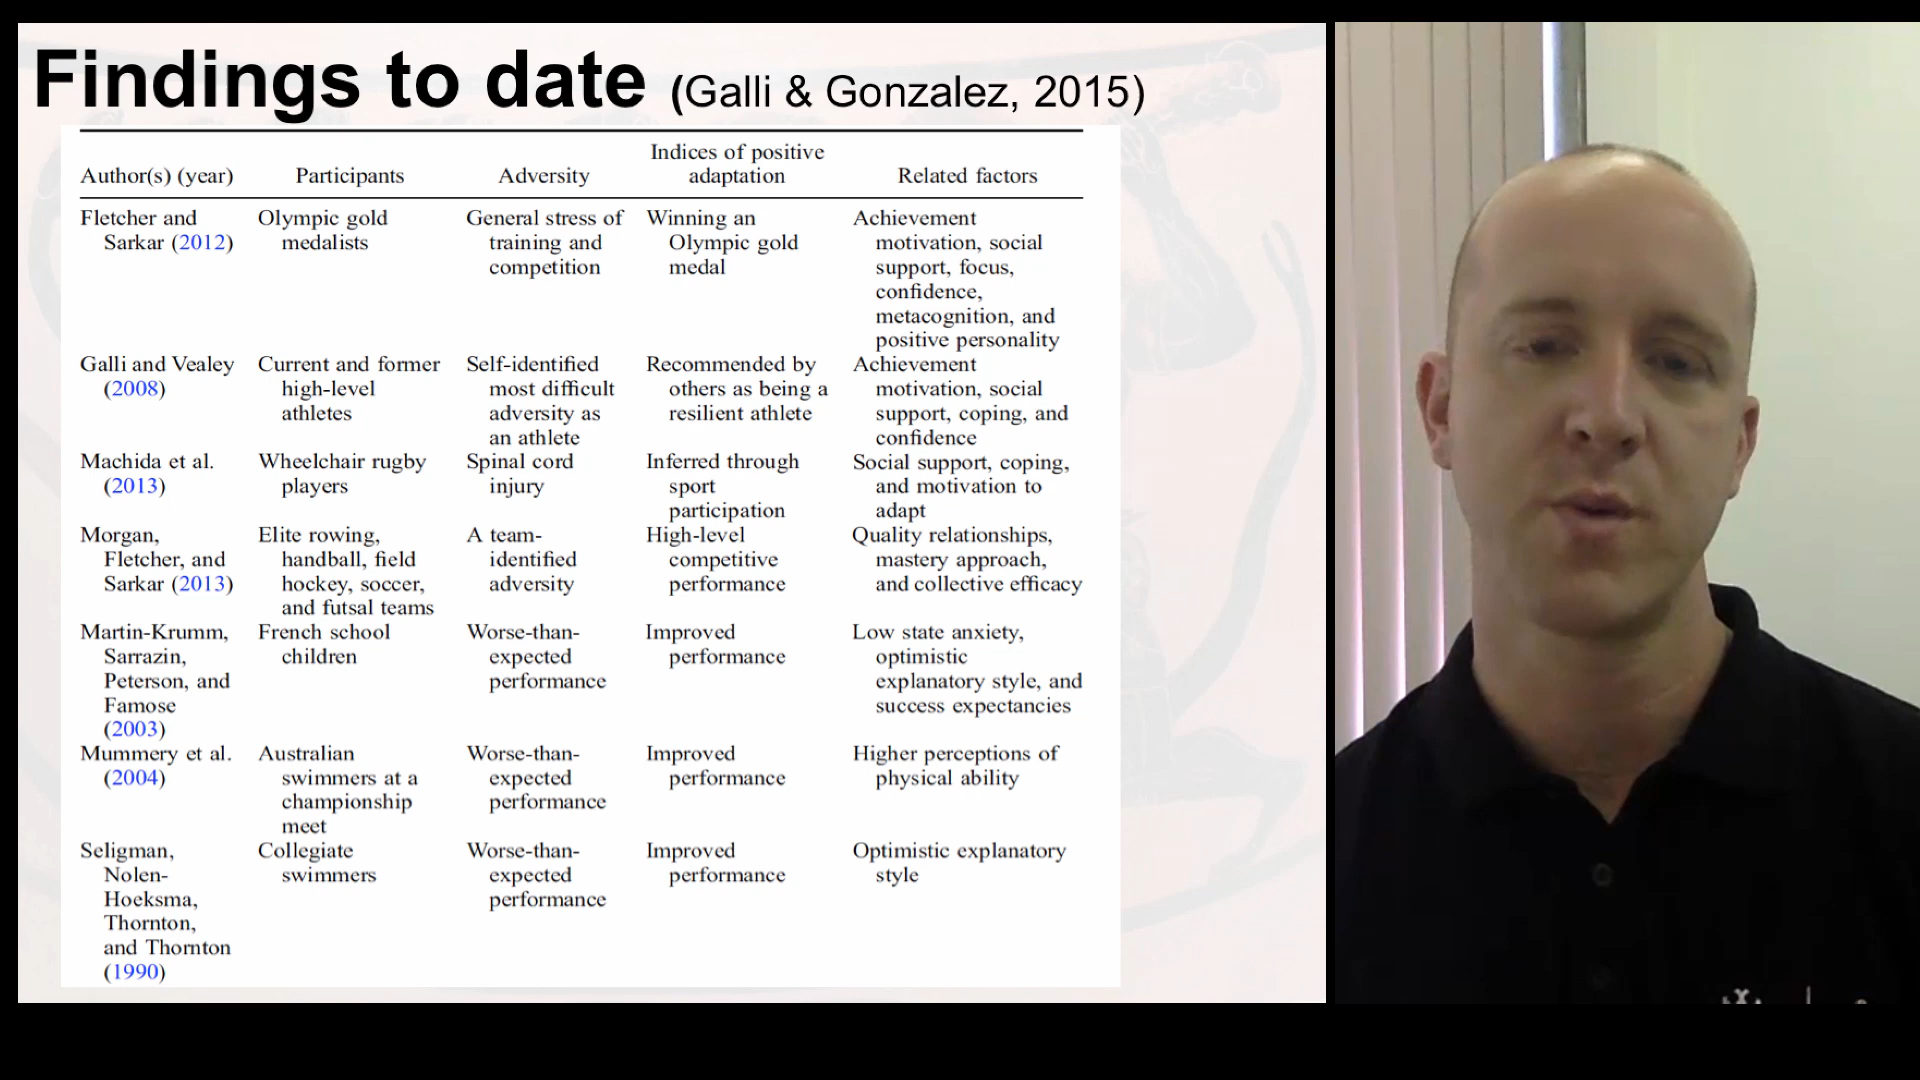 Findings to date (Galli & Gonzalez, 2015)
Author(s) (year) Participants Adversity Indices of positive adaptation Related factors
Fletcher and Sarkar (2012) Olympic gold medalists General stress of training and competition Winning an Olympic gold medal Achievement motivation, social support, focus, confidence, metacognition, and positive personality
Galli and Vealey (2008) Current and former high-level athletes Self-identified most difficult adversity as an athlete Recommended by others as being a resilient athlete Achievement motivation, social support, coping, and confidence
Machida et al. (2013) Wheelchair rugby players Spinal cord injury Inferred through sport participation Social support, coping, and motivation to adapt
Morgan, Fletcher, and Sarkar (2013) Elite rowing, handball, field hockey, soccer, and futsal teams A team-identified adversity High-level competitive performance Quality relationships, mastery approach, and collective efficacy
Martin-Krumm, Sarrazin, Peterson, and Famose (2003) French school children Worse-than-expected performance Improved performance Low state anxiety, optimistic explanatory style, and success expectancies
Mummery et al. (2004) Australian swimmers at a championship meet Worse-than-expected performance Improved performance Higher perceptions of physical ability
Seligman, Nolen-Hoeksma, Thornton, and Thornton (1990) Collegiate swimmers Worse-than-expected performance Improved performance Optimistic explanatory style